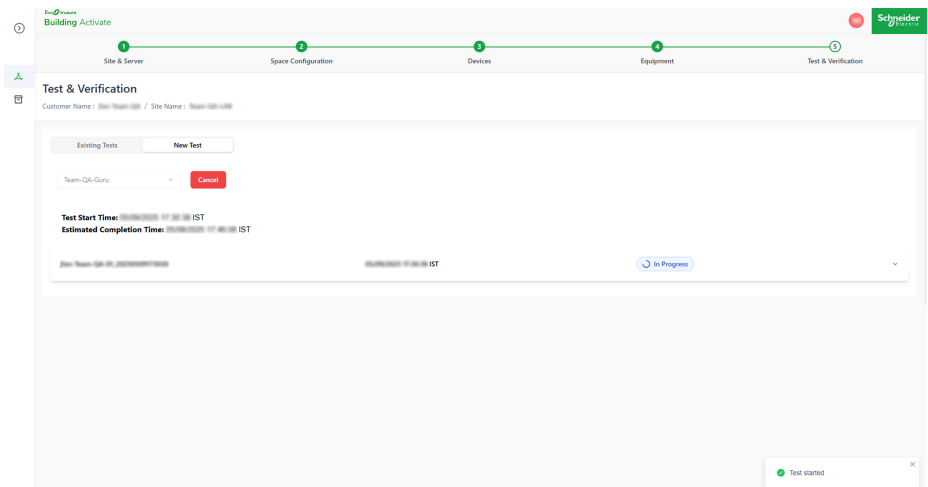 EcoStruxure
Building Activate
Schneider
Electric
1
2
3
4
5
Site & Server
Space Configuration
Devices
Equipment
Test & Verification
Test & Verification
Customer Name : / Site Name :
Existing Tests
New Test
Team-QA-Guru
Cancel
Test Start Time: IST
Estimated Completion Time: IST
IST
In Progress
Test started